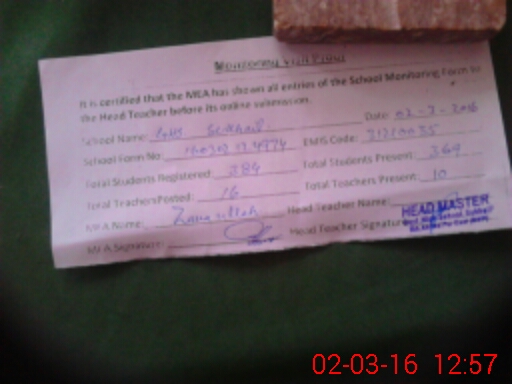 Monitoring Visit Proof
It is certified that the MEA has shown all entries of the School Monitoring Form to
the Head Teacher before its online submission.
School Name: GHS Date: 02-3-2016
School Form No: EMIS Code:
Total Students Registered: 384 Total Students Present: 369
Total Teachers Posted: 16 Total Teachers Present: 10
MEA Name: Head Teacher Name:
MEA Signature: Head Teacher Signature
HEAD MASTER
02-03-16 12:57